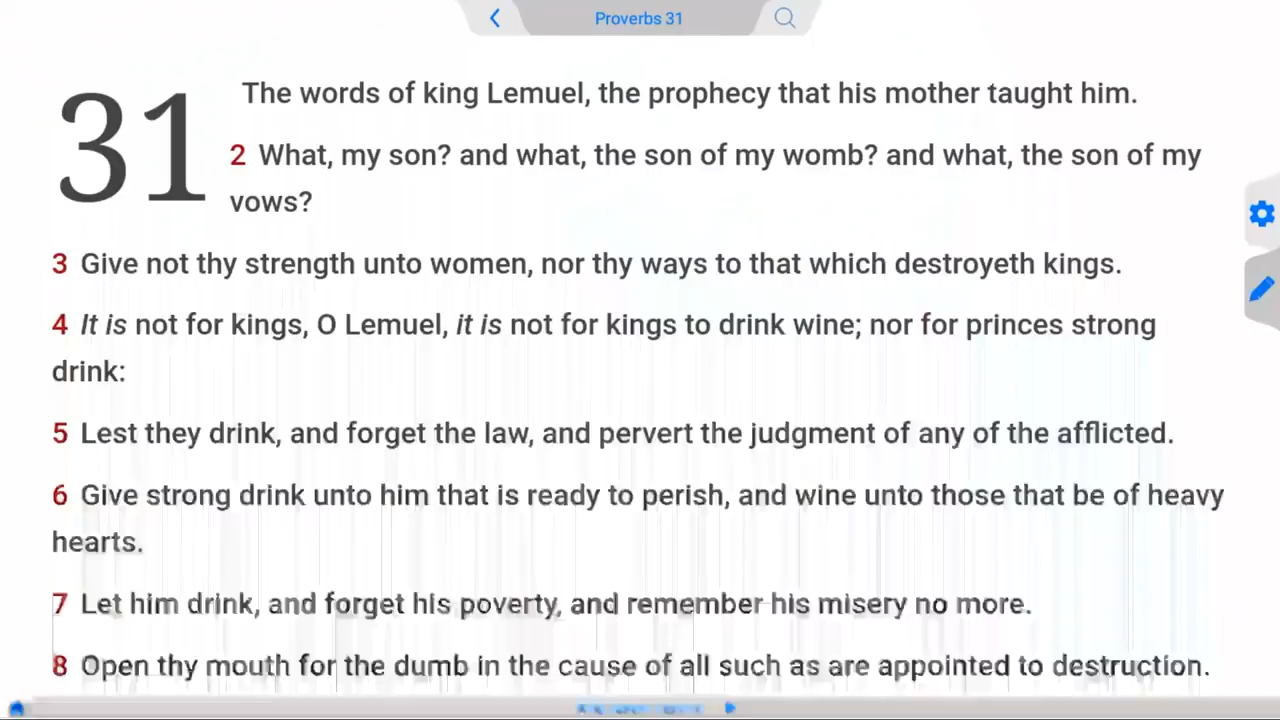 Proverbs 31
31
The words of king Lemuel, the prophecy that his mother taught him.
2 What, my son? and what, the son of my womb? and what, the son of my
vows?
3 Give not thy strength unto women, nor thy ways to that which destroyeth kings.
4 It is not for kings, O Lemuel, it is not for kings to drink wine; nor for princes strong
drink:
5 Lest they drink, and forget the law, and pervert the judgment of any of the afflicted.
6 Give strong drink unto him that is ready to perish, and wine unto those that be of heavy
hearts.
7 Let him drink, and forget his poverty, and remember his misery no more.
8 Open thy mouth for the dumb in the cause of all such as are appointed to destruction.